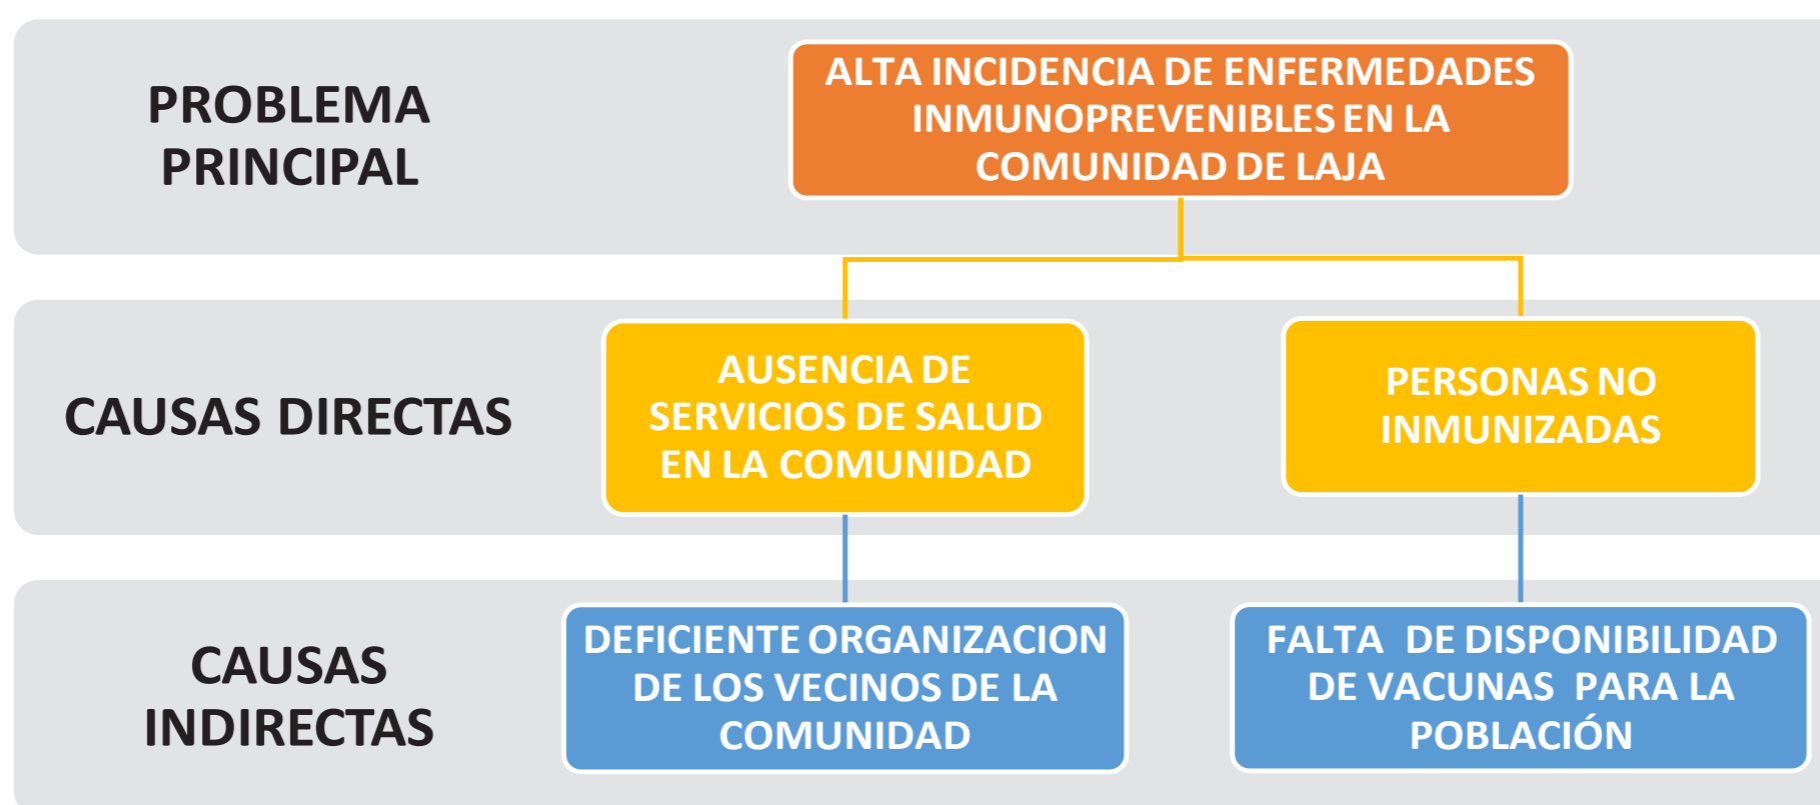 PROBLEMA
PRINCIPAL
ALTA INCIDENCIA DE ENFERMEDADES
INMUNOPREVENIBLES EN LA
COMUNIDAD DE LAJA
CAUSAS DIRECTAS
AUSENCIA DE
SERVICIOS DE SALUD
EN LA COMUNIDAD
PERSONAS NO
INMUNIZADAS
CAUSAS
INDIRECTAS
DEFICIENTE ORGANIZACION
DE LOS VECINOS DE LA
COMUNIDAD
FALTA DE DISPONIBILIDAD
DE VACUNAS PARA LA
POBLACIÓN